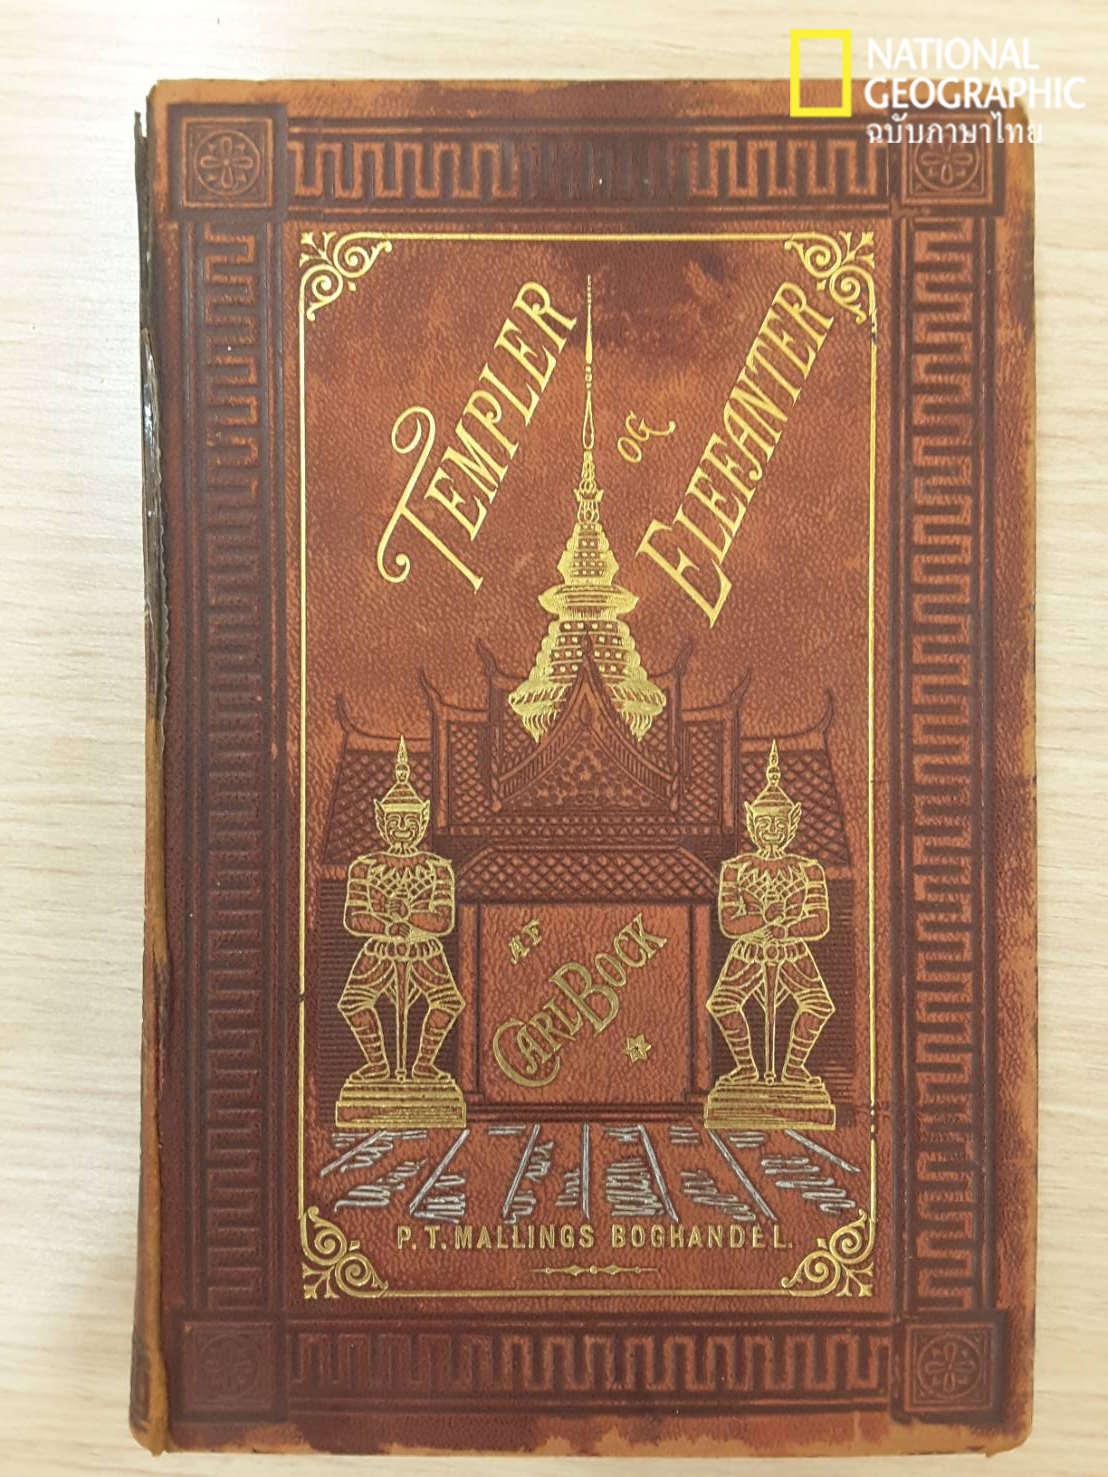 NATIONAL
GEOGRAPHIC
ฉบับภาษาไทย
TEMPLER
OG
ELEFANTER
AF
CARL BOCK
P. T. MALLINGS BOGHANDEL.